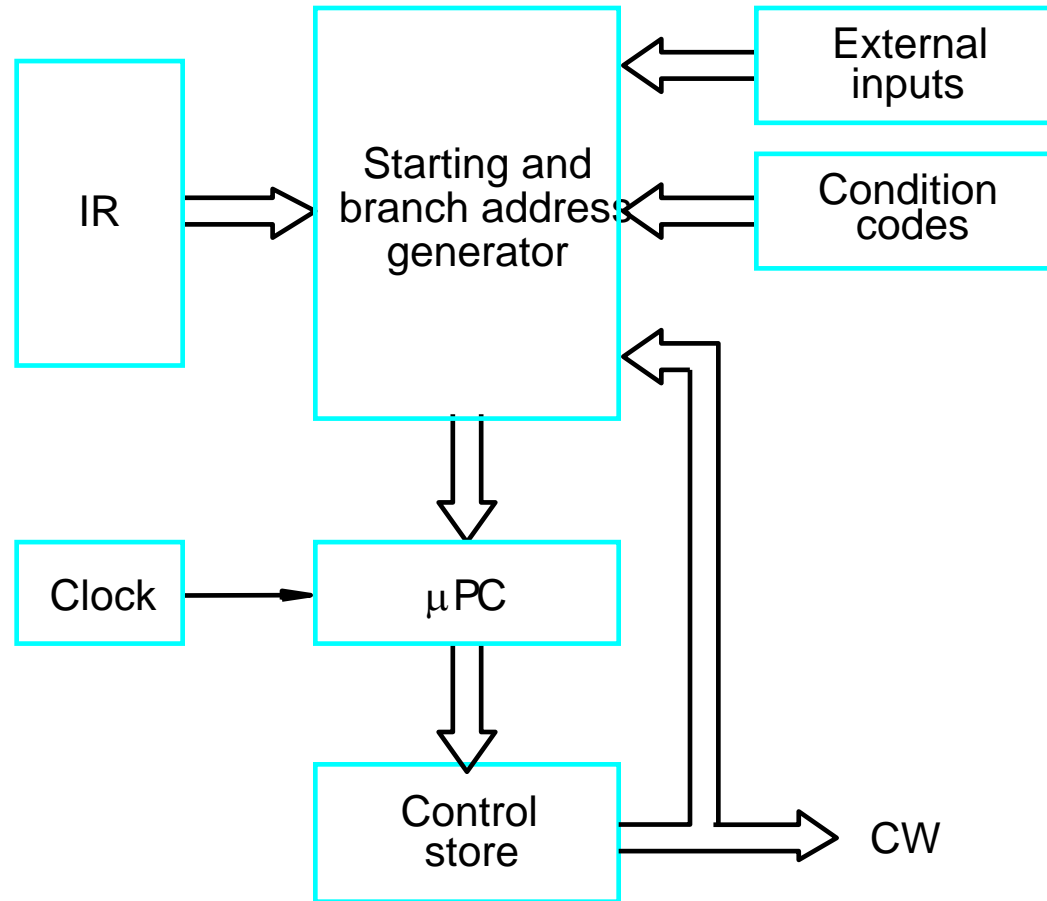 External
inputs
Starting and
branch address
generator
IR
Condition
codes
Clock
μPC
Control
store
CW